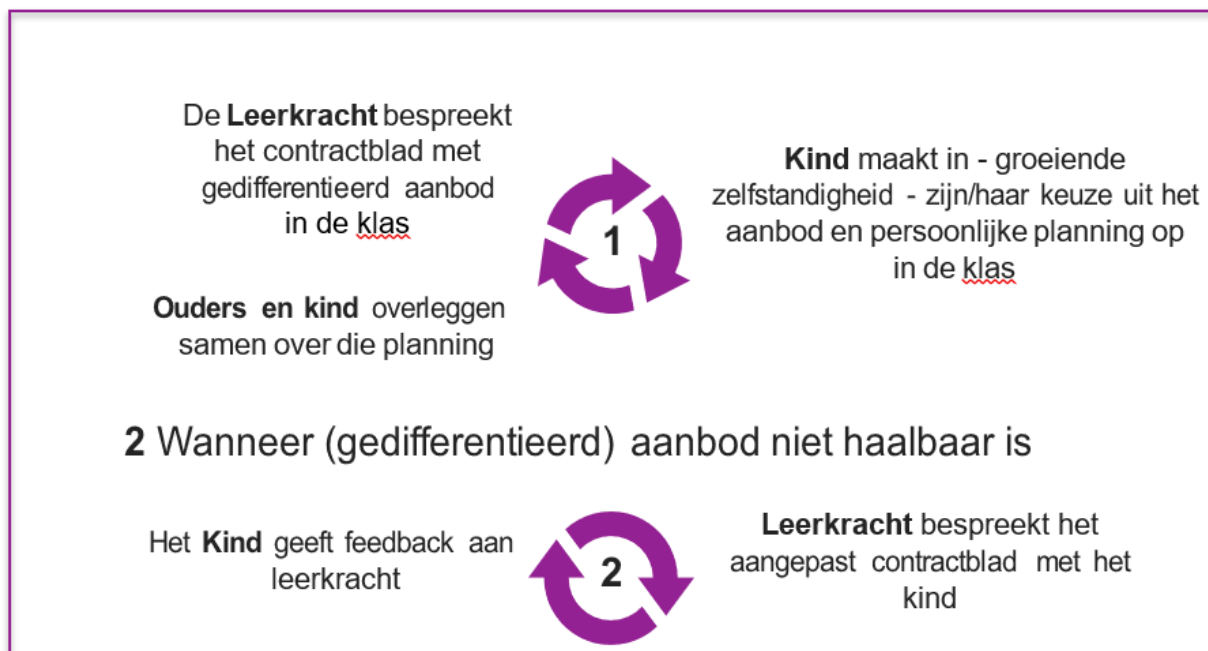 De Leerkracht bespreekt
het contractblad met
gedifferentieerd aanbod
in de klas
1
Kind maakt in - groeiende
zelfstandigheid - zijn/haar keuze uit het
aanbod en persoonlijke planning op
in de klas
Ouders en kind overleggen
samen over die planning
2 Wanneer (gedifferentieerd) aanbod niet haalbaar is
Het Kind geeft feedback aan
leerkracht
2
Leerkracht bespreekt het
aangepast contractblad met het
kind